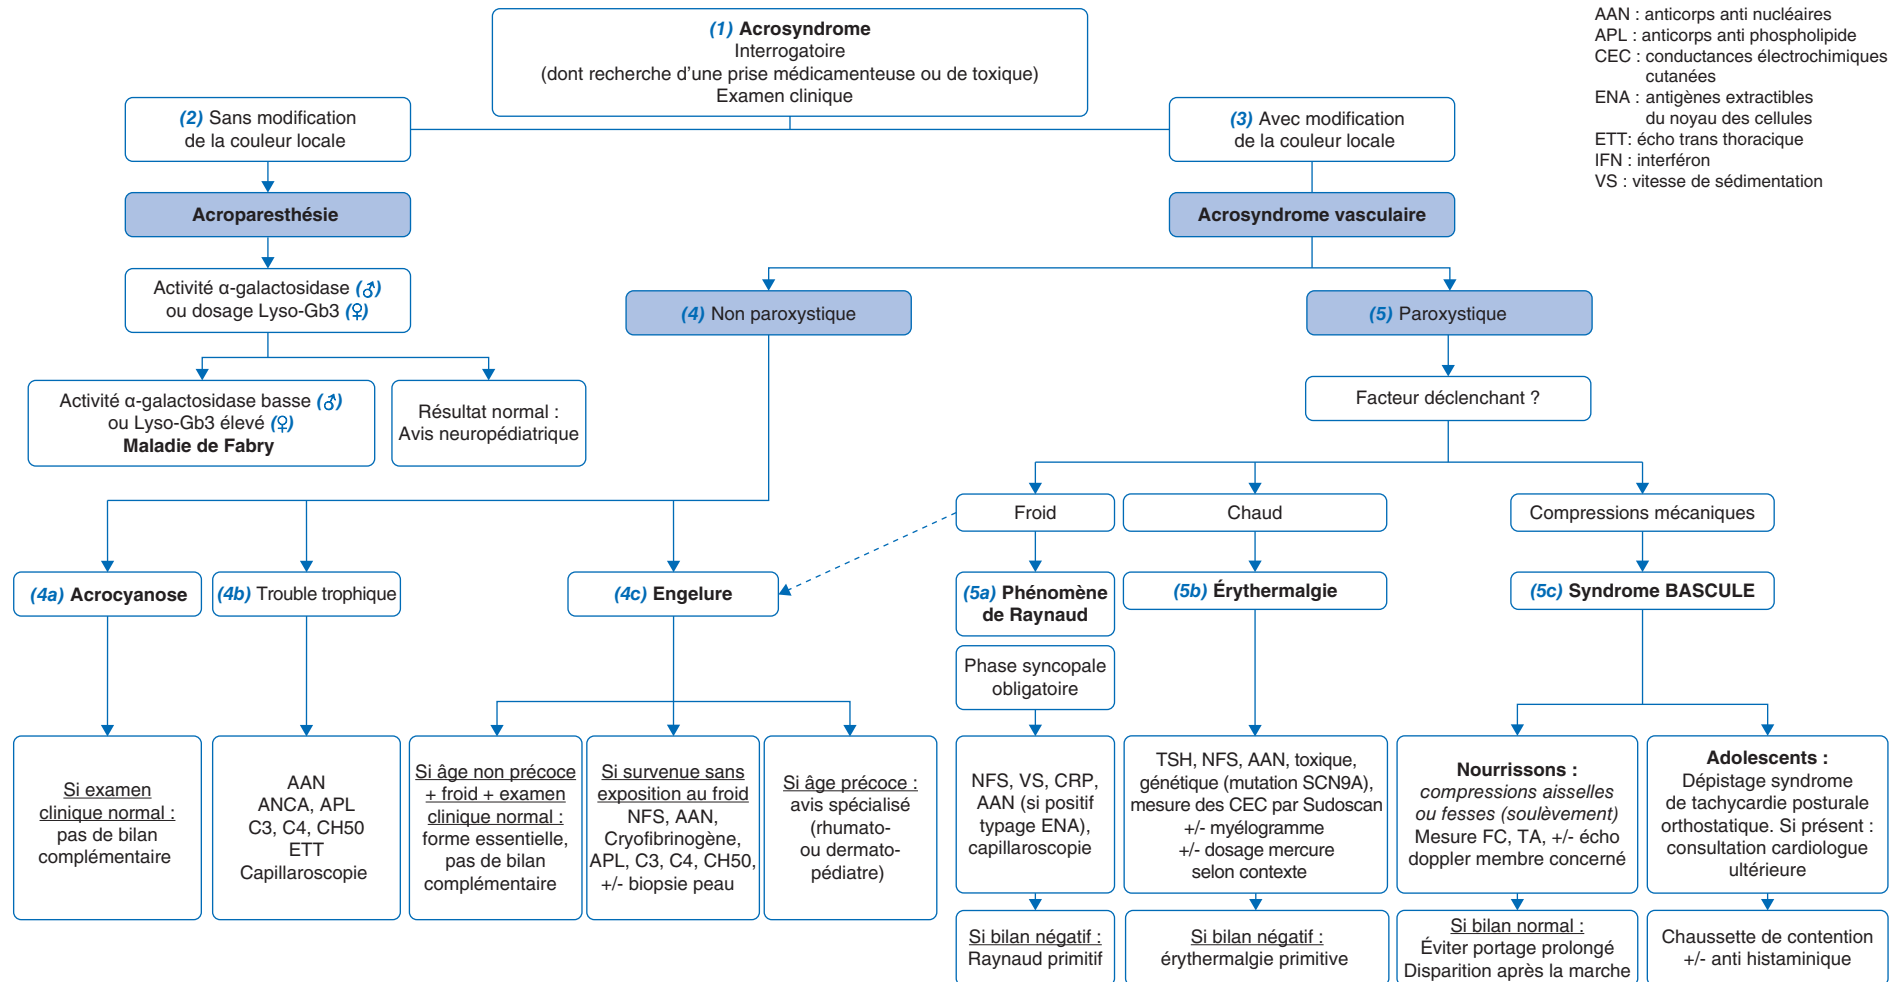 (1) Acrosyndrome
Interrogatoire
(dont recherche d'une prise médicamenteuse ou de toxique)
Examen clinique
AAN : anticorps anti nucléaires
APL : anticorps anti phospholipide
CEC : conductances électrochimiques
cutanées
ENA : antigènes extractibles
du noyau des cellules
ETT: écho trans thoracique
IFN : interféron
VS : vitesse de sédimentation
(2) Sans modification
de la couleur locale
(3) Avec modification
de la couleur locale
Acroparesthésie
Acrosyndrome vasculaire
Activité α-galactosidase (♂)
ou dosage Lyso-Gb3 (♀)
(4) Non paroxystique
(5) Paroxystique
Activité α-galactosidase basse (♂)
ou Lyso-Gb3 élevé (♀)
Maladie de Fabry
Résultat normal :
Avis neuropédiatrique
Facteur déclenchant ?
Froid
Chaud
Compressions mécaniques
(4a) Acrocyanose
(4b) Trouble trophique
(4c) Engelure
(5a) Phénomène
de Raynaud
(5b) Érythermalgie
(5c) Syndrome BASCULE
Phase syncopale
obligatoire
Si examen
clinique normal :
pas de bilan
complémentaire
AAN
ANCA, APL
C3, C4, CH50
ETT
Capillaroscopie
Si âge non précoce
+ froid + examen
clinique normal :
forme essentielle,
pas de bilan
complémentaire
Si survenue sans
exposition au froid
NFS, AAN,
Cryofibrinogène,
APL, C3, C4, CH50,
+/- biopsie peau
Si âge précoce :
avis spécialisé
(rhumato-
ou dermato-
pédiatre)
NFS, VS, CRP,
AAN (si positif
typage ENA),
capillaroscopie
TSH, NFS, AAN, toxique,
génétique (mutation SCN9A),
mesure des CEC par Sudoscan
+/- myélogramme
+/- dosage mercure
selon contexte
Nourrissons :
compressions aisselles
ou fesses (soulèvement)
Mesure FC, TA, +/- écho
doppler membre concerné
Adolescents :
Dépistage syndrome
de tachycardie posturale
orthostatique. Si présent :
consultation cardiologue
ultérieure
Si bilan négatif :
Raynaud primitif
Si bilan négatif :
érythermalgie primitive
Si bilan normal :
Éviter portage prolongé
Disparition après la marche
Chaussette de contention
+/- anti histaminique